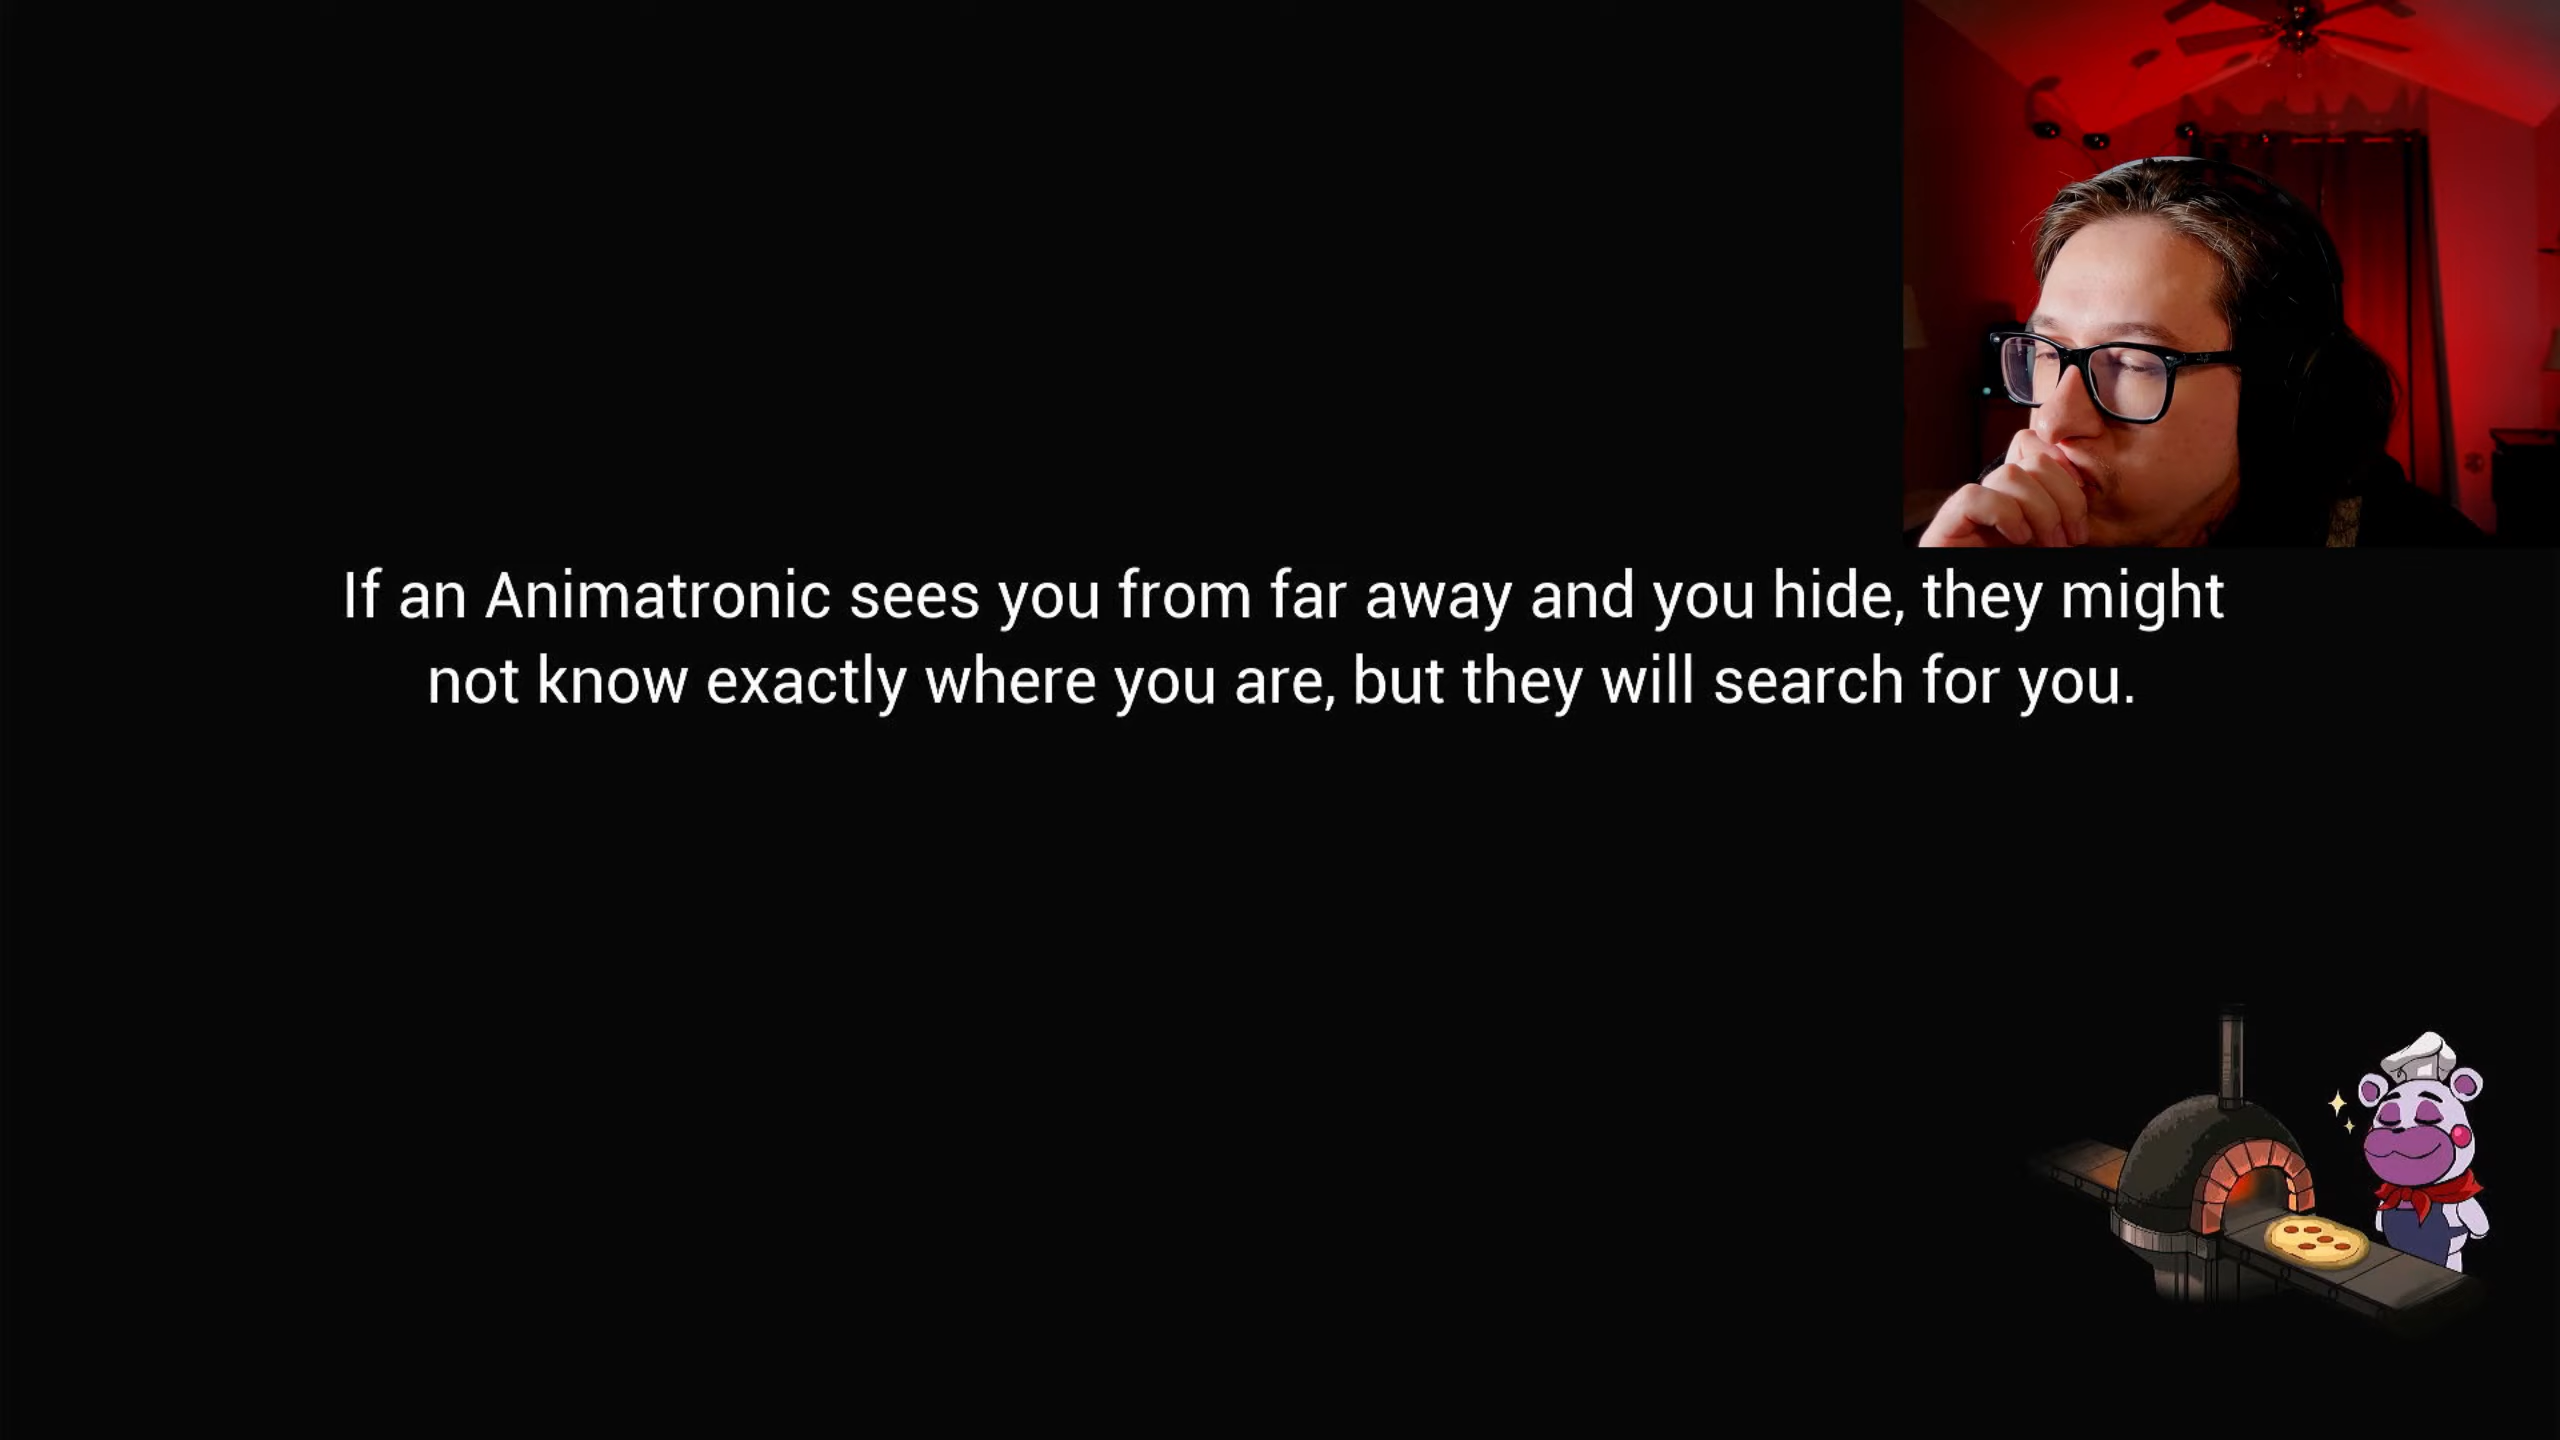 If an Animatronic sees you from far away and you hide, they might
not know exactly where you are, but they will search for you.